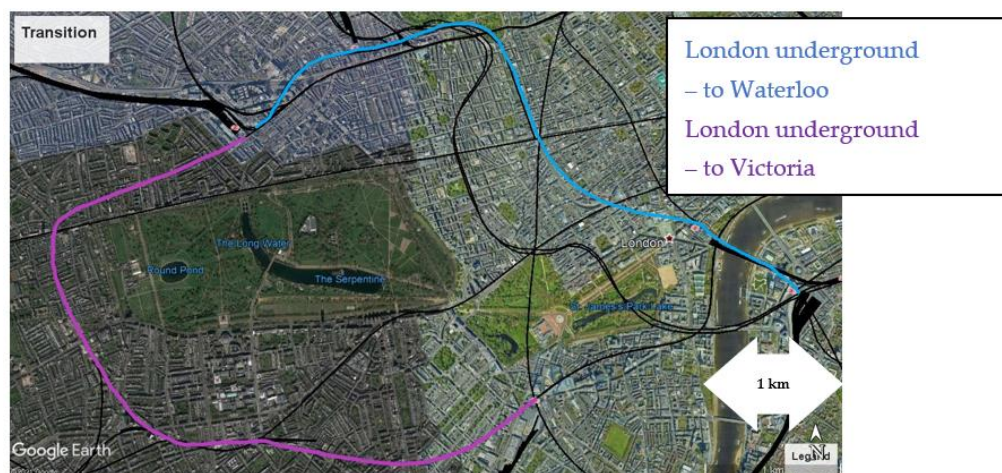 Transition
London underground
– to Waterloo
London underground
– to Victoria
The Long Water
London
Round Pond
The Serpentine
St. James's Park Lake
1 km
Google Earth
Legend
N
km